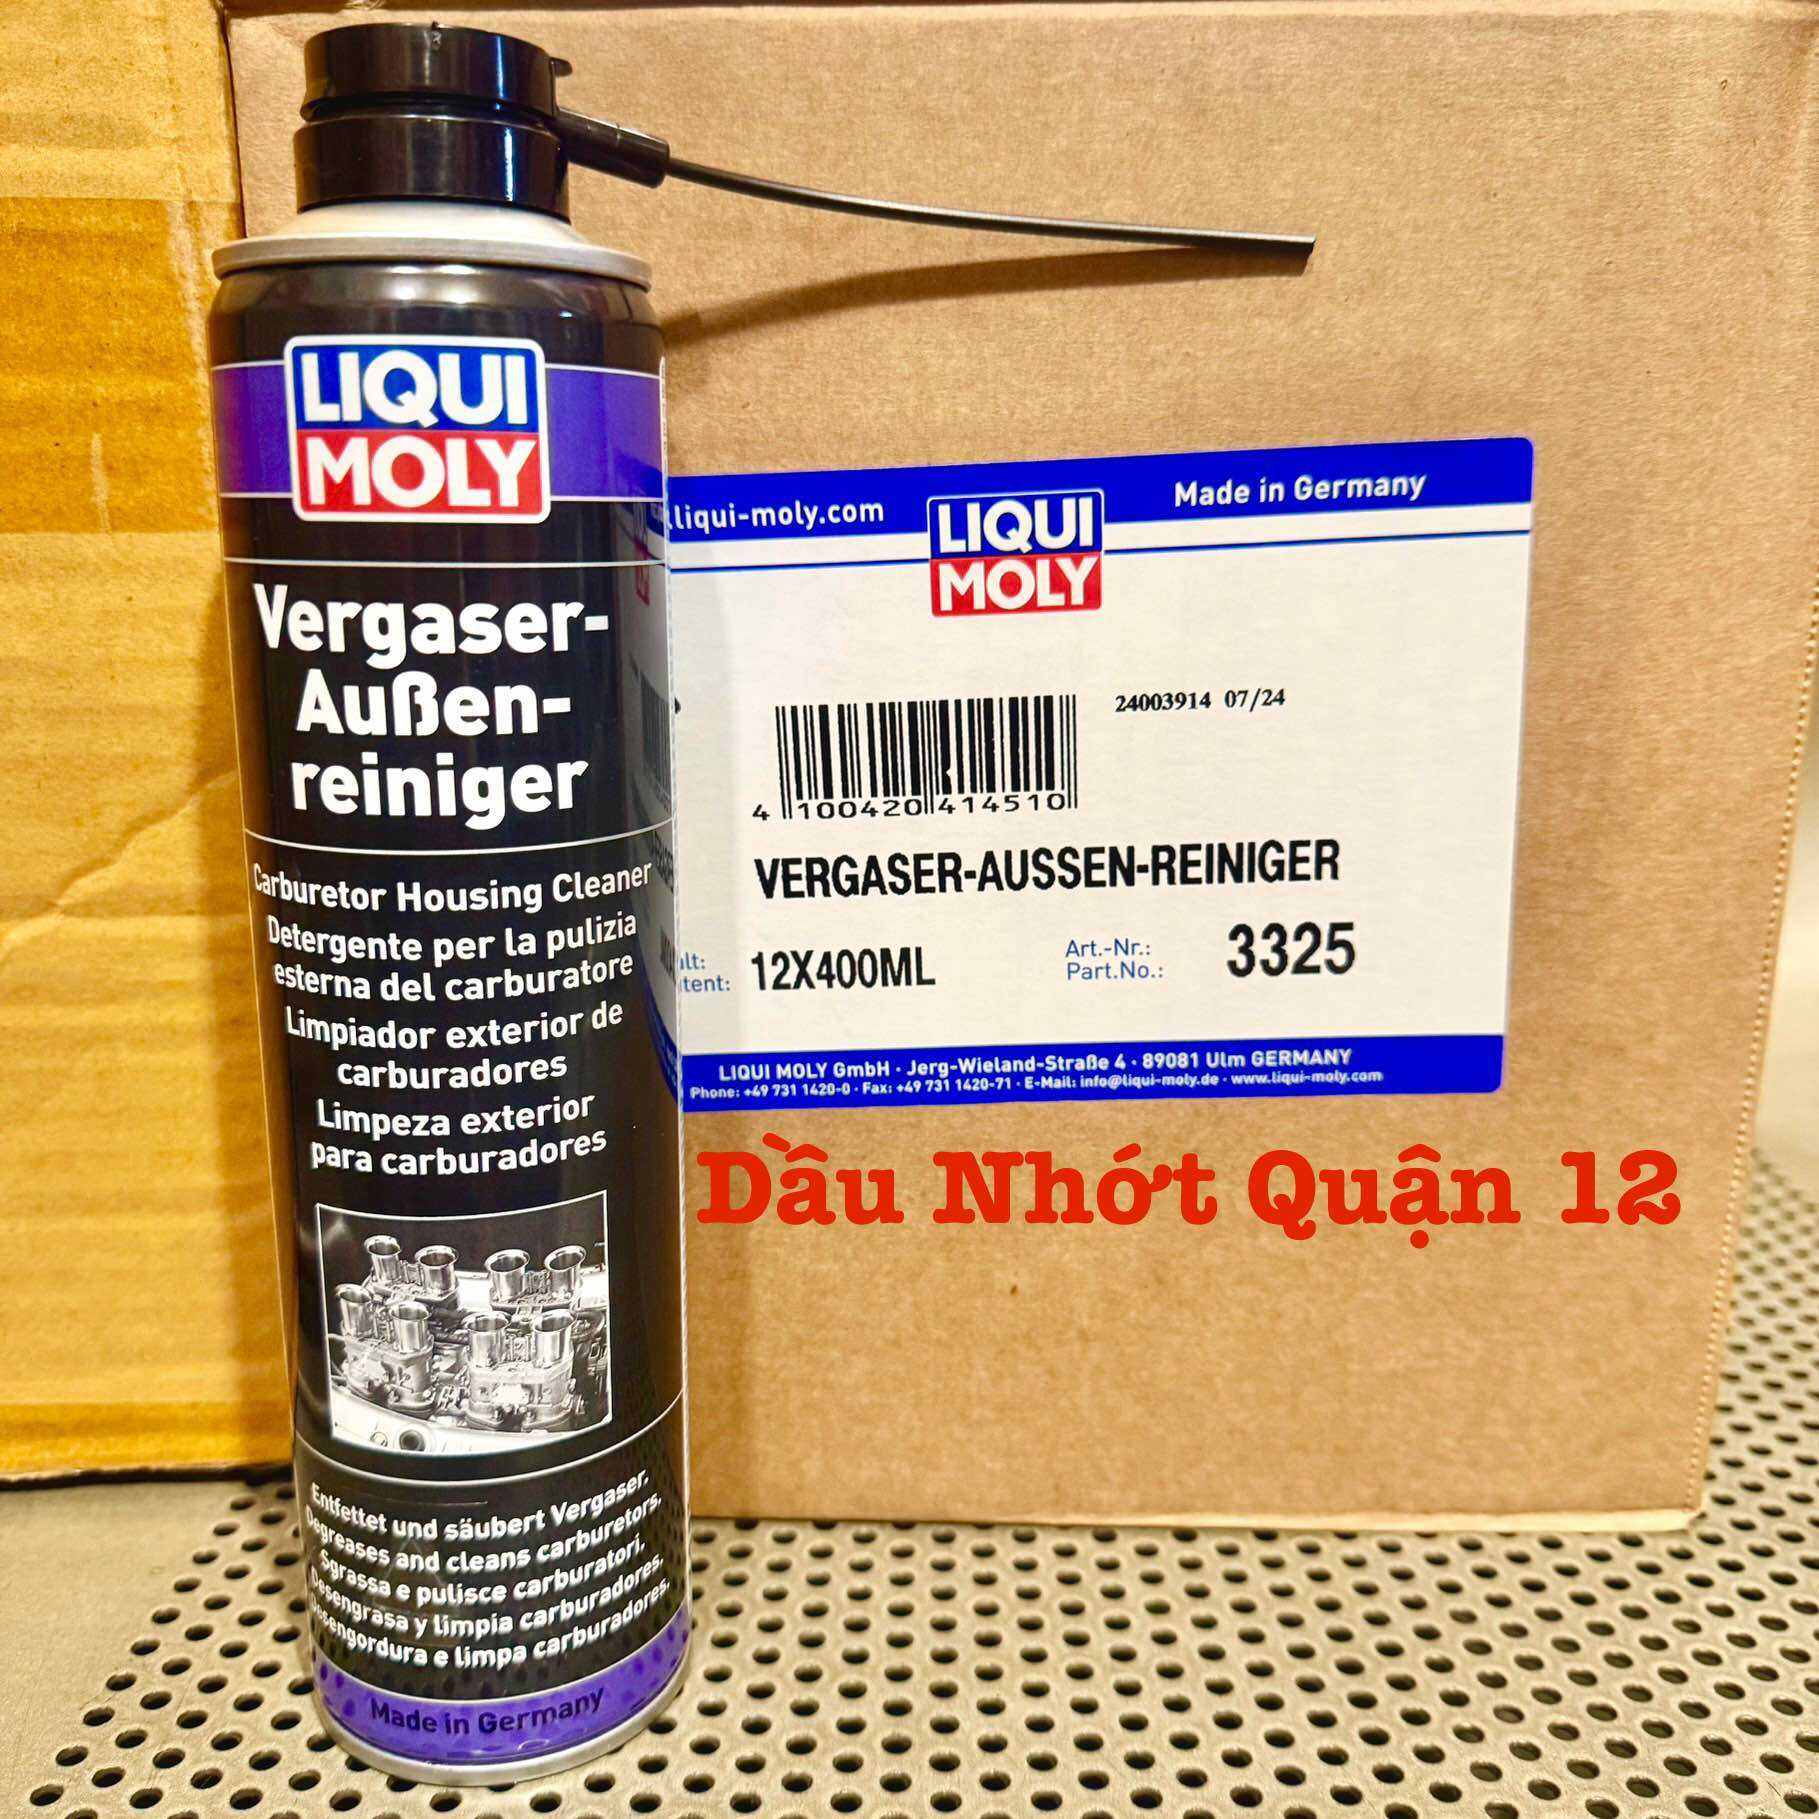 LIQUI
MOLY
Vergaser-
Außen-
reiniger
Carburetor Housing Cleaner
Detergente per la pulizia
esterna del carburatore
Limpiador exterior de
carburadores
Limpeza exterior
para carburadores
Entfettet und säubert Vergaser.
Degreases and cleans carburetors.
Sgrassa e pulisce carburatori.
Desengrasa y limpia carburadores.
Desengordura e limpa carburadores.
Made in Germany
liqui-moly.com
LIQUI
MOLY
Made in Germany
24003914 07/24
4 100420 414510
VERGASER-AUSSEN-REINIGER
12X400ML
Art.-Nr.:
Part.No.:
3325
LIQUI MOLY GmbH · Jerg-Wieland-Straße 4 · 89081 Ulm GERMANY
Phone: +49 731 1420-0 · Fax: +49 731 1420-71 · E-Mail: info@liqui-moly.de · www.liqui-moly.com
Dầu Nhớt Quận 12